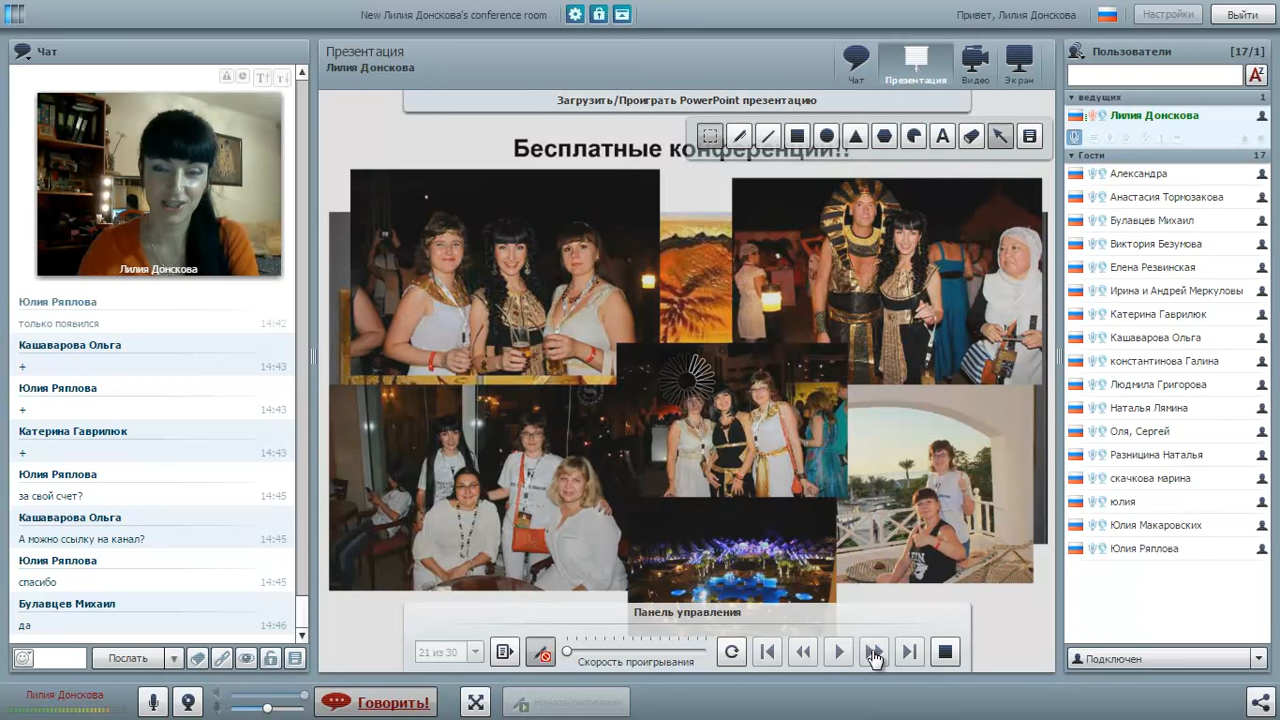 New Лилия Донскова's conference room
Привет, Лилия Донскова
Настройки
Выйти
Чат
Лилия Донскова
Юлия Ряплова
только появился 14:42
Кашаварова Ольга
+ 14:43
Юлия Ряплова
+ 14:43
Катерина Гаврилюк
+ 14:43
Юлия Ряплова
за свой счет? 14:45
Кашаварова Ольга
А можно ссылку на канал? 14:45
Юлия Ряплова
спасибо 14:45
Булавцев Михаил
да 14:46
Послать
Презентация
Лилия Донскова
Чат
Презентация
Видео
Экран
Загрузить/Проиграть PowerPoint презентацию
A
Бесплатные конференции!!
Панель управления
21 из 30
Скорость проигрывания
Пользователи [17/1]
AZ
ведущих 1
Лилия Донскова
Гости 17
Александра
Анастасия Тормозакова
Булавцев Михаил
Виктория Безумова
Елена Резвинская
Ирина и Андрей Меркуловы
Катерина Гаврилюк
Кашаварова Ольга
константинова Галина
Людмила Григорова
Наталья Лямина
Оля, Сергей
Разницина Наталья
скачкова марина
юлия
Юлия Макаровских
Юлия Ряплова
Подключен
Лилия Донскова
Говорить!